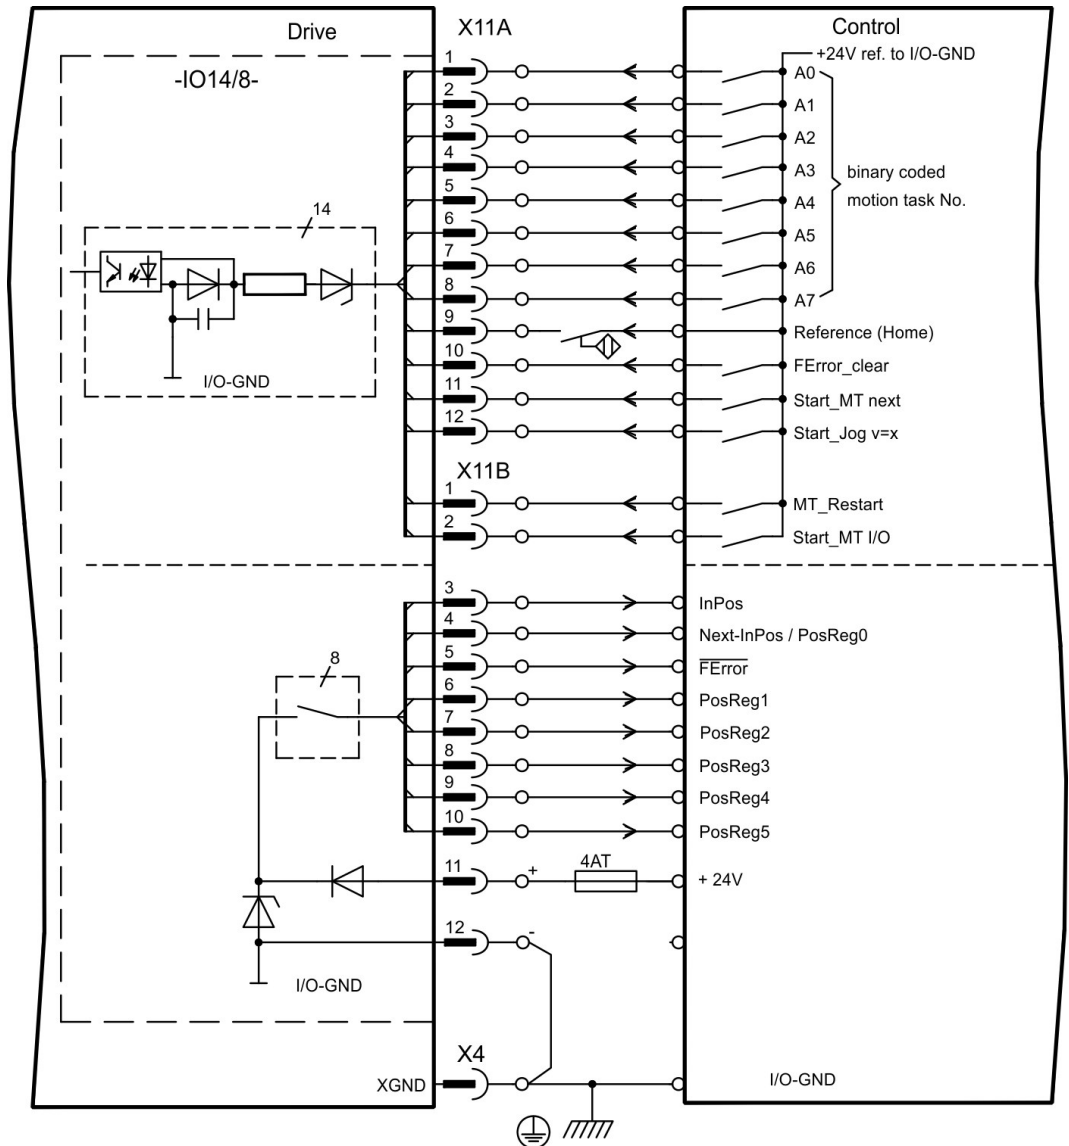 Drive
X11A
Control
+24V ref. to I/O-GND
-IO14/8-
1
A0
2
A1
3
A2
4
A3
binary coded
motion task No.
5
A4
6
A5
14
7
A6
8
A7
9
Reference (Home)
10
FError_clear
I/O-GND
11
Start_MT next
12
Start_Jog v=x
X11B
1
MT_Restart
2
Start_MT I/O
3
InPos
4
Next-InPos / PosReg0
5
FError
8
6
PosReg1
7
PosReg2
8
PosReg3
9
PosReg4
10
PosReg5
11
+
4AT
+ 24V
12
-
I/O-GND
X4
XGND
I/O-GND